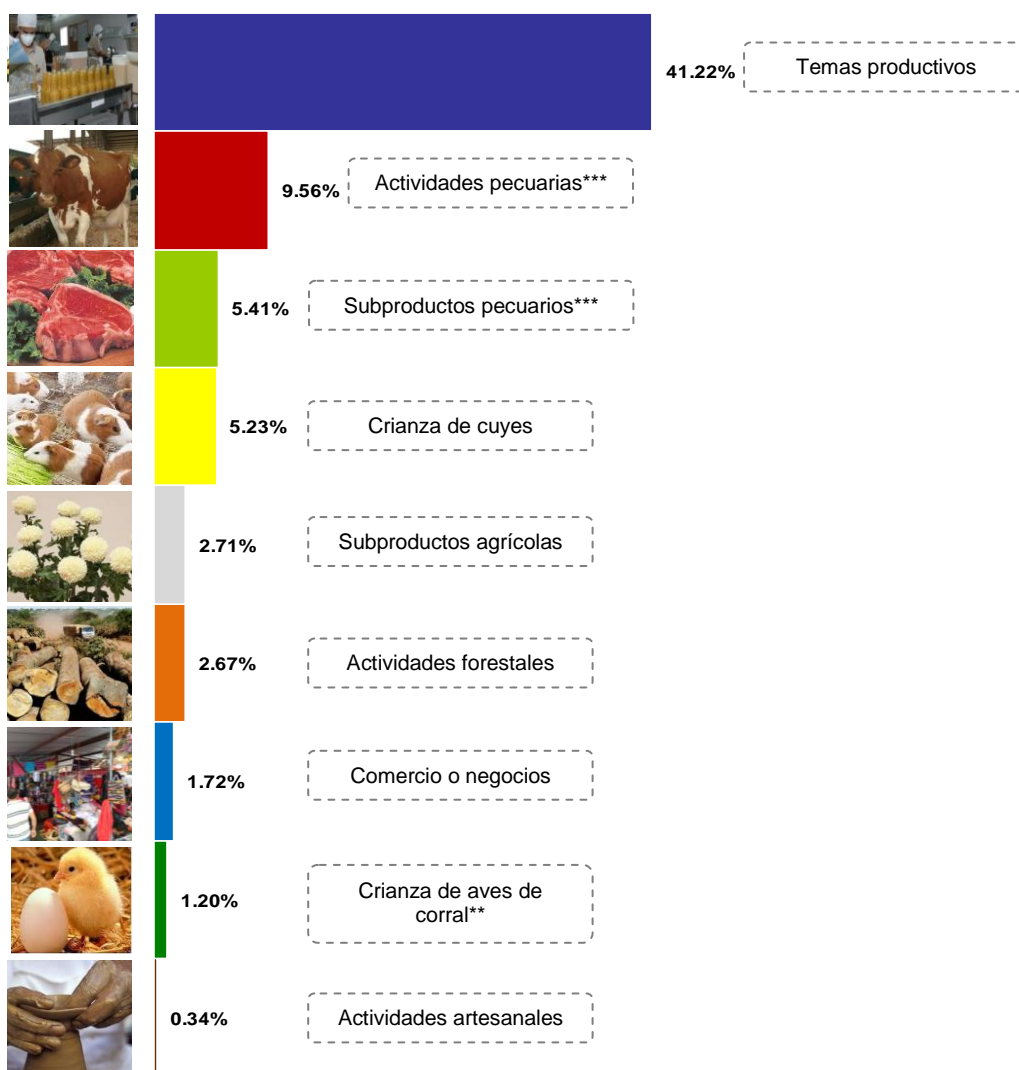 41.22% Temas productivos
9.56% Actividades pecuarias***
5.41% Subproductos pecuarios***
5.23% Crianza de cuyes
2.71% Subproductos agrícolas
2.67% Actividades forestales
1.72% Comercio o negocios
1.20% Crianza de aves de
corral**
0.34% Actividades artesanales